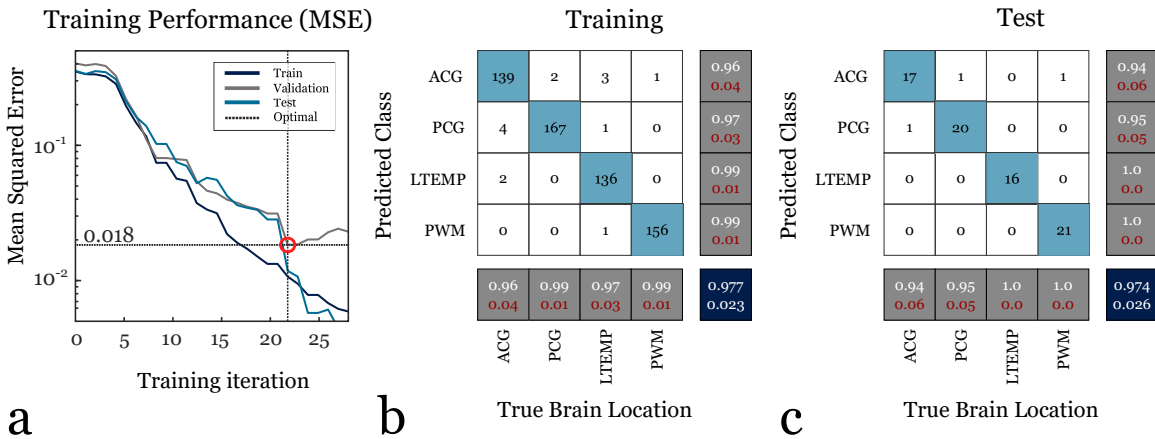 Training Performance (MSE)
Mean Squared Error
10⁻¹
10⁻²
0.018
Train
Validation
Test
Optimal
0 5 10 15 20 25
Training iteration
a
Training
Predicted Class
ACG 139 2 3 1 0.96
0.04
PCG 4 167 1 0 0.97
0.03
LTEMP 2 0 136 0 0.99
0.01
PWM 0 0 1 156 0.99
0.01
0.96 0.99 0.97 0.99 0.977
0.04 0.01 0.03 0.01 0.023
ACG PCG LTEMP PWM
True Brain Location
b
Test
Predicted Class
ACG 17 1 0 1 0.94
0.06
PCG 1 20 0 0 0.95
0.05
LTEMP 0 0 16 0 1.0
0.0
PWM 0 0 0 21 1.0
0.0
0.94 0.95 1.0 1.0 0.974
0.06 0.05 0.0 0.0 0.026
ACG PCG LTEMP PWM
True Brain Location
c